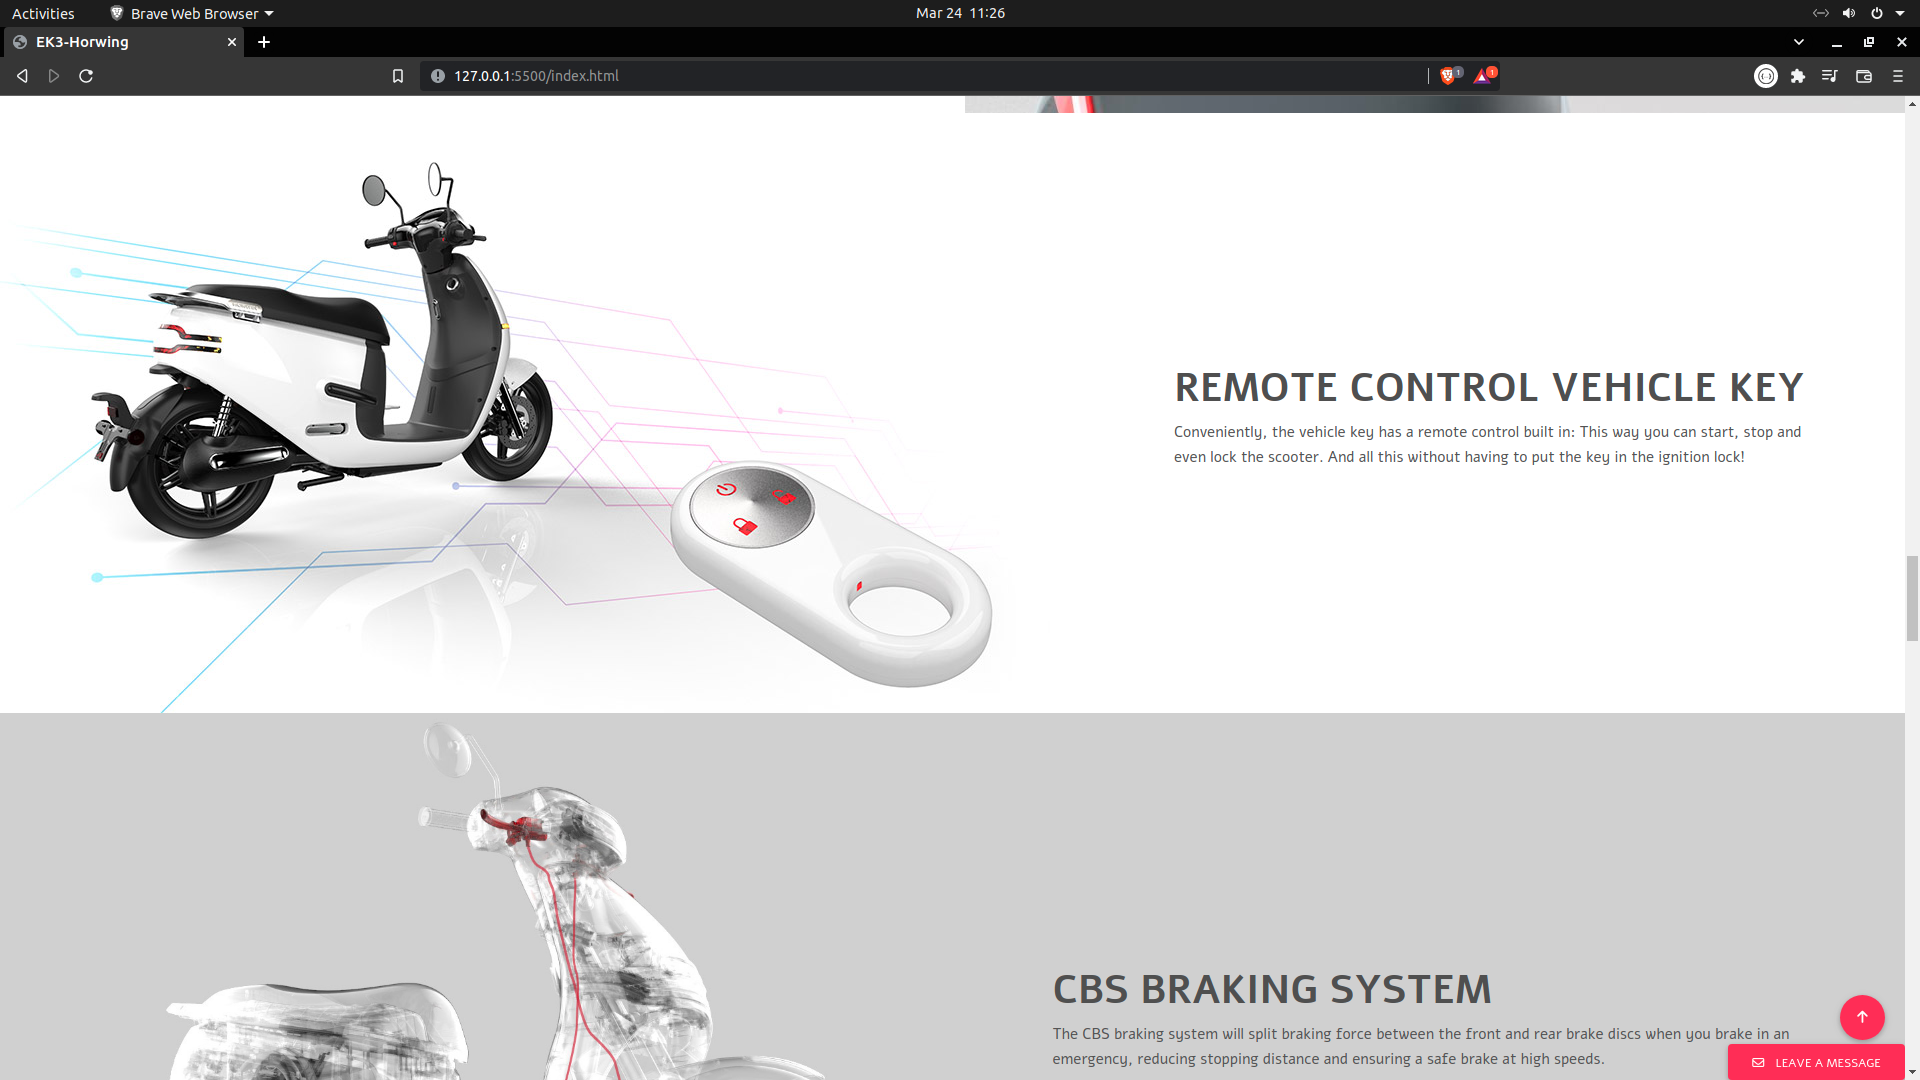 Activities
Brave Web Browser
Mar 24 11:26
EK3-Horwing
127.0.0.1:5500/index.html
1
1
REMOTE CONTROL VEHICLE KEY
Conveniently, the vehicle key has a remote control built in: This way you can start, stop and
even lock the scooter. And all this without having to put the key in the ignition lock!
CBS BRAKING SYSTEM
The CBS braking system will split braking force between the front and rear brake discs when you brake in an
emergency, reducing stopping distance and ensuring a safe brake at high speeds.
LEAVE A MESSAGE